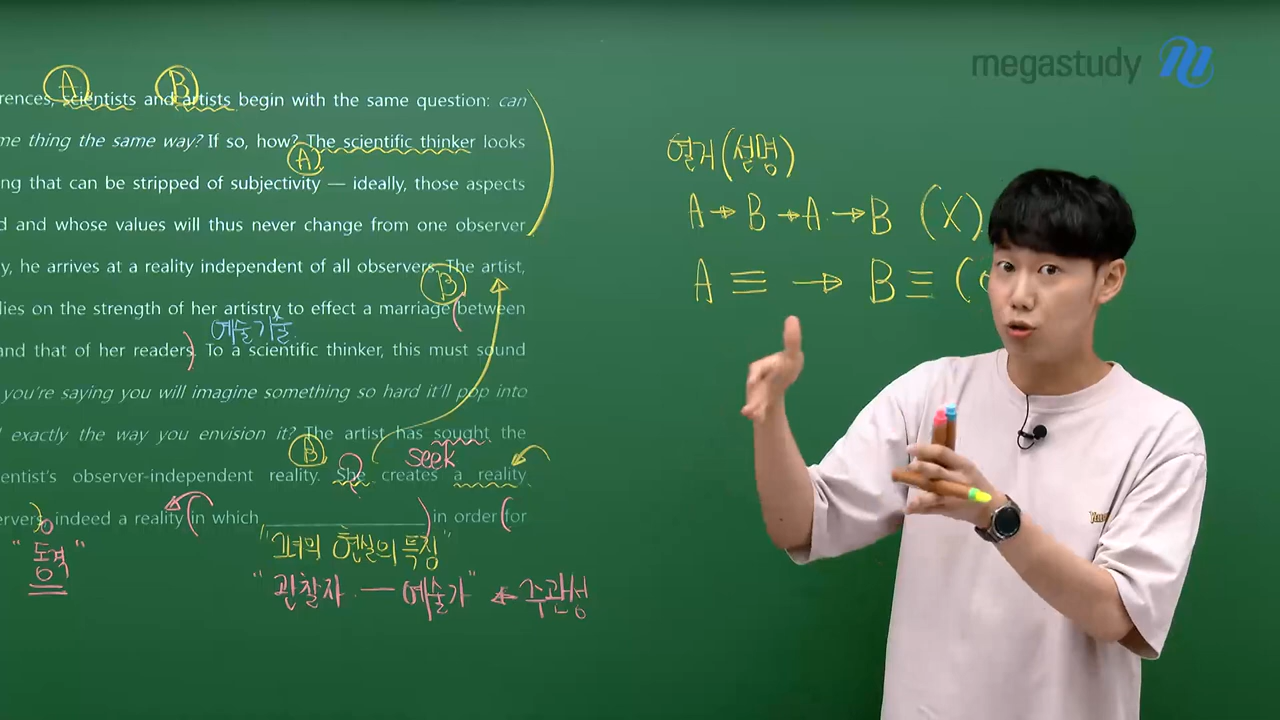 megastudy
A B
rences, scientists and artists begin with the same question: can
me thing the same way? If so, how? The scientific thinker looks
A
ng that can be stripped of subjectivity — ideally, those aspects
d and whose values will thus never change from one observer
y, he arrives at a reality independent of all observers. The artist,
B
lies on the strength of her artistry to effect a marriage between
예술기술
and that of her readers. To a scientific thinker, this must sound
you're saying you will imagine something so hard it'll pop into
exactly the way you envision it? The artist has sought the
B seek
entist's observer-independent reality. She creates a reality
ervers, indeed a reality in which ____________ in order for
"동격"
"그녀의 현실의 특징"
"관찰자 — 예술가" ← 주관성
열거(설명)
A → B → A → B (X)
A ≡ → B ≡ (